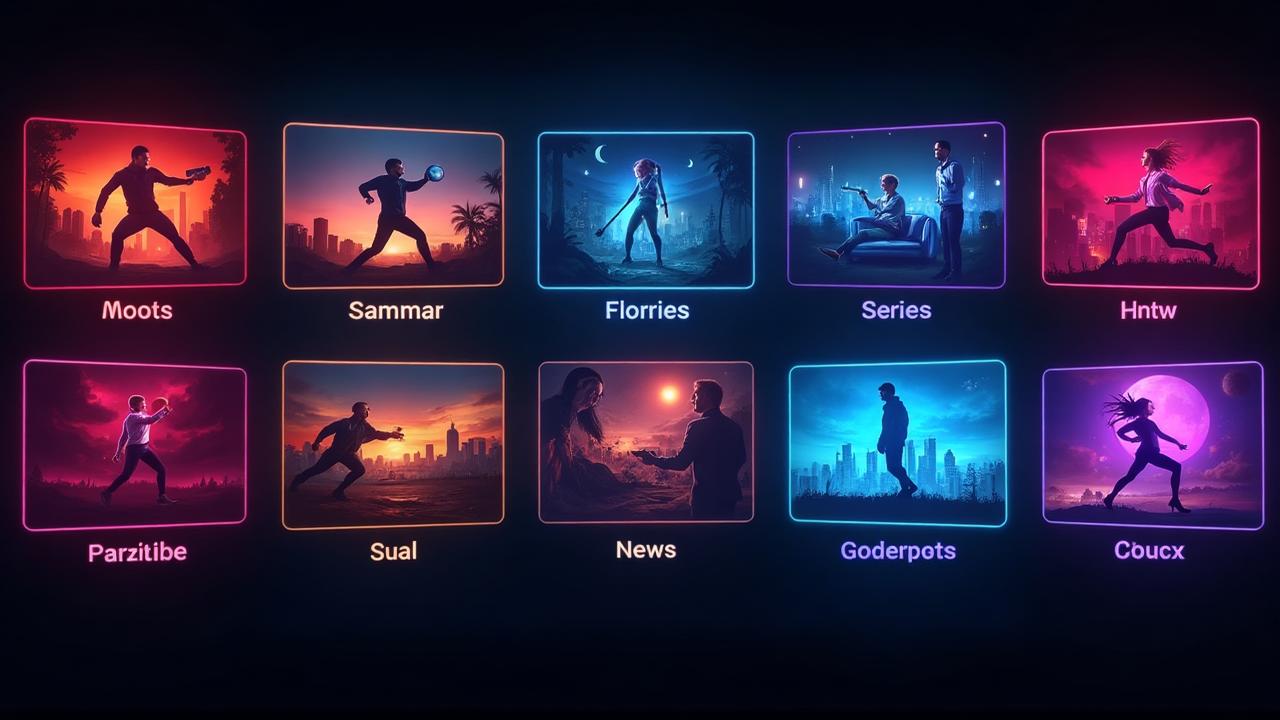 Moots
Sammar
Florries
Series
Hntw
Parzitibe
Sual
News
Goderpots
Coucx